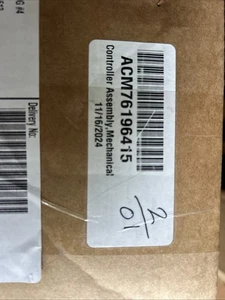 ACM76196415
Controller Assembly,Mechanical
11/16/2024
2/01
Delivery No: